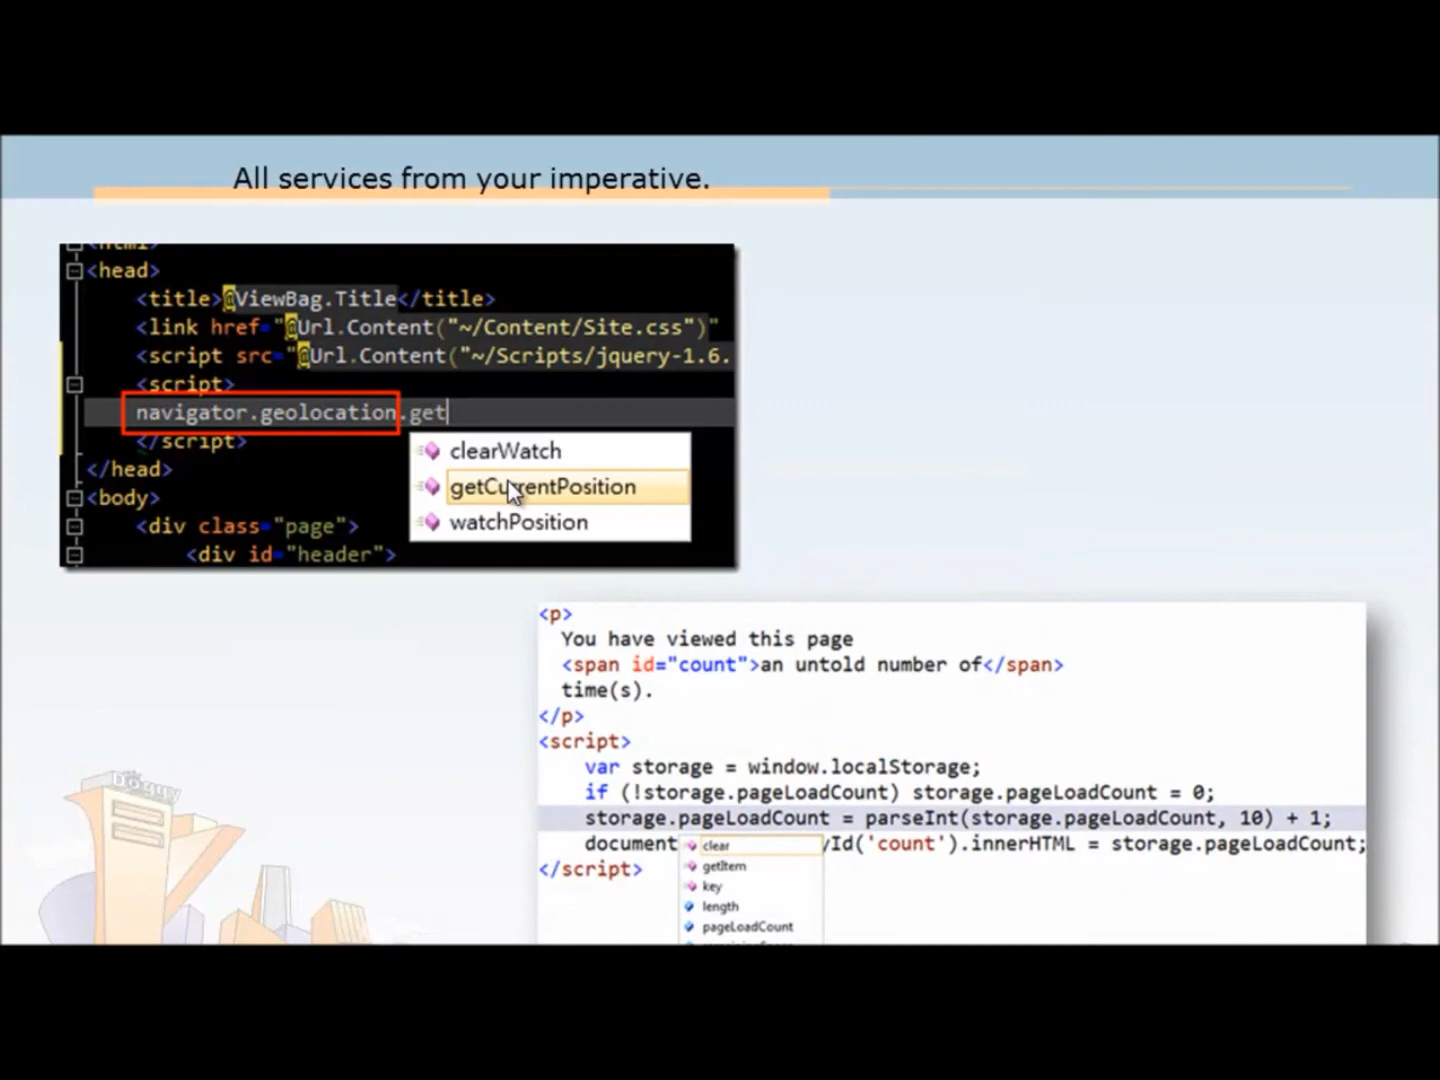 All services from your imperative.
<html>
<head>
<title>@ViewBag.Title</title>
<link href="@Url.Content("~/Content/Site.css")"
<script src="@Url.Content("~/Scripts/jquery-1.6.
<script>
navigator.geolocation.get
</script>
</head>
<body>
<div class="page">
<div id="header">
clearWatch
getCurrentPosition
watchPosition
<p>
You have viewed this page
<span id="count">an untold number of</span>
time(s).
</p>
<script>
var storage = window.localStorage;
if (!storage.pageLoadCount) storage.pageLoadCount = 0;
storage.pageLoadCount = parseInt(storage.pageLoadCount, 10) + 1;
document yId('count').innerHTML = storage.pageLoadCount;
</script>
clear
getItem
key
length
pageLoadCount
Doggy